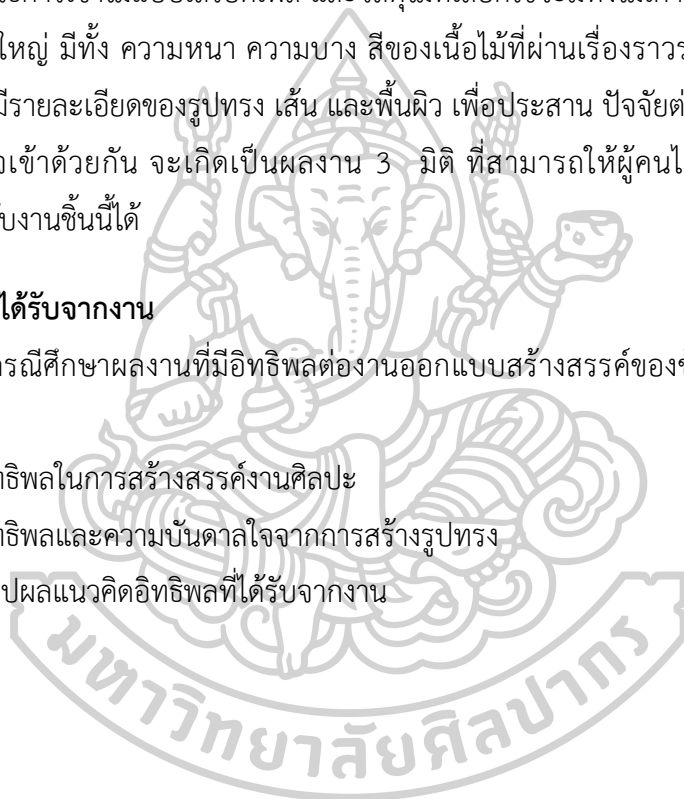 ใหญ่ มีทั้ง ความหนา ความบาง สีของเนื้อไม้ที่ผ่านเรื่องราว
มีรายละเอียดของรูปทรง เส้น และพื้นผิว เพื่อประสาน ปัจจัยต่
เข้าด้วยกัน จะเกิดเป็นผลงาน 3 มิติ ที่สามารถให้ผู้คนไ
งานชิ้นนี้ได้
ได้รับจากงาน
รณีศึกษาผลงานที่มีอิทธิพลต่องานออกแบบสร้างสรรค์ของข
ทธิพลในการสร้างสรรค์งานศิลปะ
ทธิพลและความบันดาลใจจากการสร้างรูปทรง
ปผลแนวคิดอิทธิพลที่ได้รับจากงาน
มหาวิทยาลัยศิลปากร